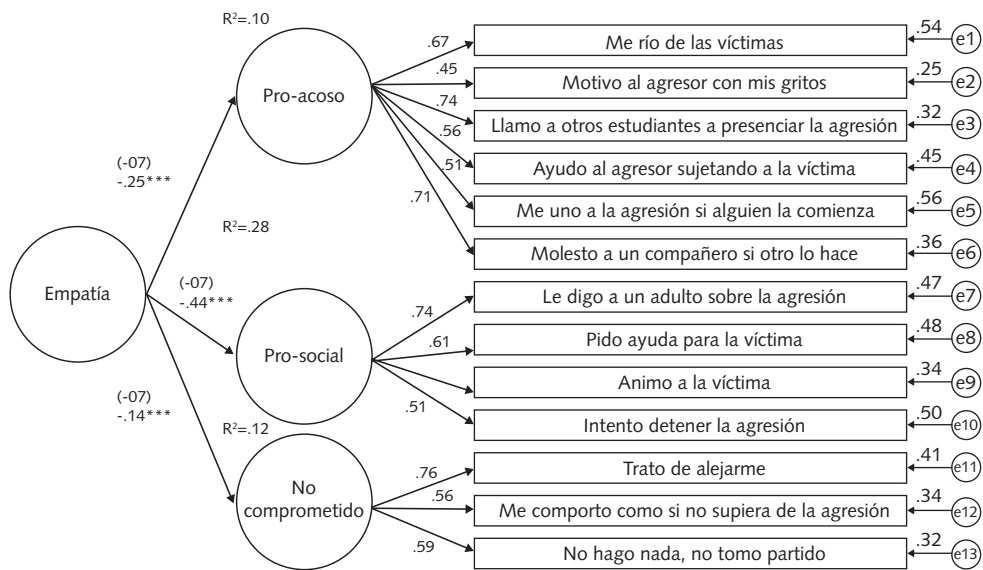 R²=.10
Pro-acoso
.67
.45
.74
.56
.51
.71
Me río de las víctimas
.54
e1
Motivo al agresor con mis gritos
.25
e2
Llamo a otros estudiantes a presenciar la agresión
.32
e3
Ayudo al agresor sujetando a la víctima
.45
e4
Me uno a la agresión si alguien la comienza
.56
e5
Molesto a un compañero si otro lo hace
.36
e6
(-07)
-.25***
R²=.28
Empatía
(-07)
-.44***
Pro-social
.74
.61
.51
Le digo a un adulto sobre la agresión
.47
e7
Pido ayuda para la víctima
.48
e8
Animo a la víctima
.34
e9
Intento detener la agresión
.50
e10
(-07)
-.14***
R²=.12
No
comprometido
.76
.56
.59
Trato de alejarme
.41
e11
Me comporto como si no supiera de la agresión
.34
e12
No hago nada, no tomo partido
.32
e13